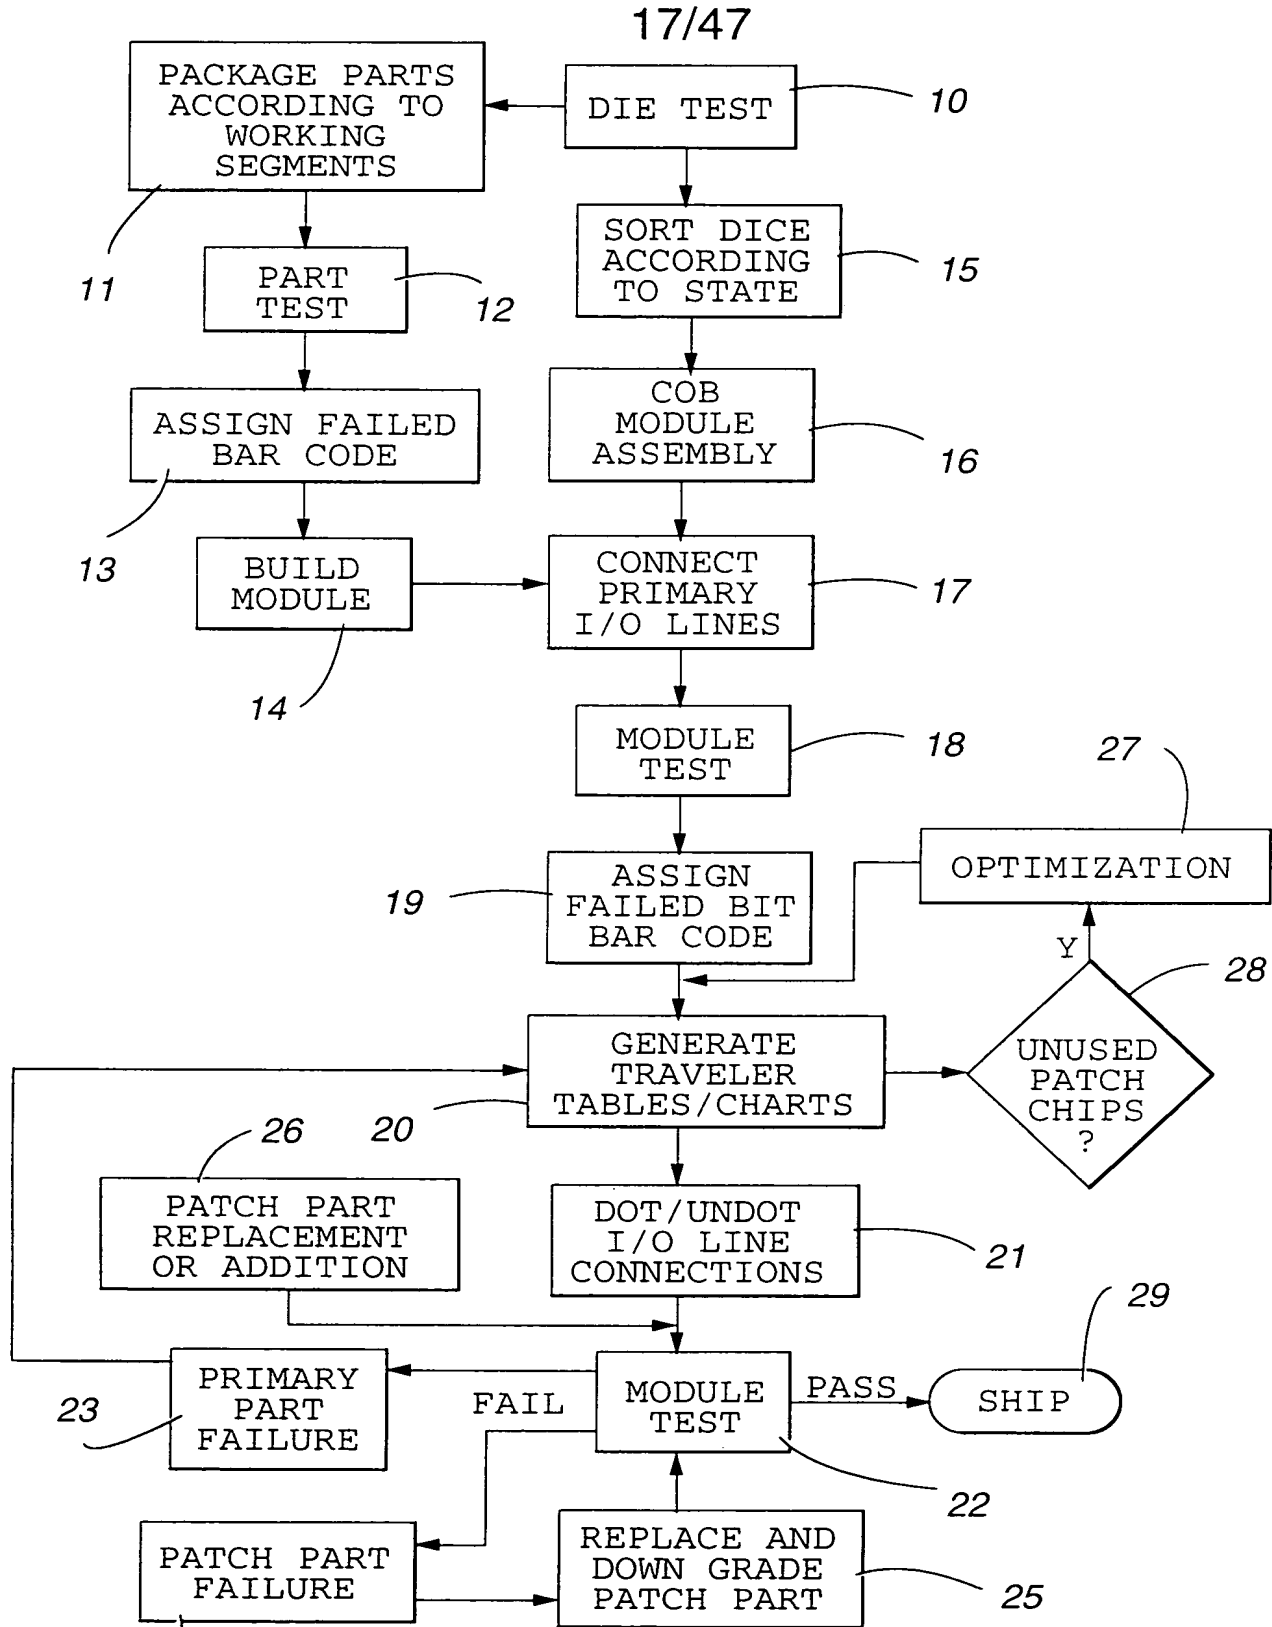 17/47
PACKAGE PARTS
ACCORDING TO
WORKING
SEGMENTS
DIE TEST
10
11
PART
TEST
12
SORT DICE
ACCORDING
TO STATE
15
ASSIGN FAILED
BAR CODE
13
COB
MODULE
ASSEMBLY
16
BUILD
MODULE
14
CONNECT
PRIMARY
I/O LINES
17
MODULE
TEST
18
27
OPTIMIZATION
19
ASSIGN
FAILED BIT
BAR CODE
Y
28
UNUSED
PATCH
CHIPS
?
GENERATE
TRAVELER
TABLES/CHARTS
20
26
PATCH PART
REPLACEMENT
OR ADDITION
DOT/UNDOT
I/O LINE
CONNECTIONS
21
29
PRIMARY
PART
FAILURE
23
FAIL
MODULE
TEST
PASS
SHIP
22
PATCH PART
FAILURE
REPLACE AND
DOWN GRADE
PATCH PART
25